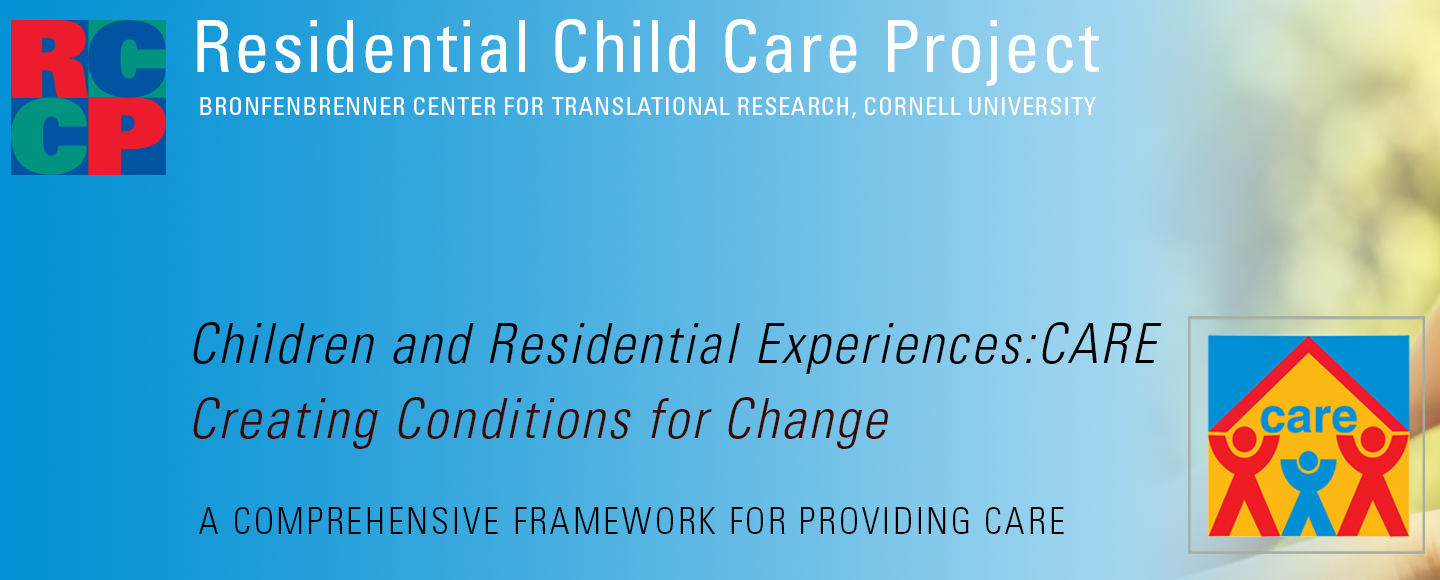 RC
CP
Residential Child Care Project
BRONFENBRENNER CENTER FOR TRANSLATIONAL RESEARCH, CORNELL UNIVERSITY
Children and Residential Experiences:CARE
Creating Conditions for Change
A COMPREHENSIVE FRAMEWORK FOR PROVIDING CARE
care